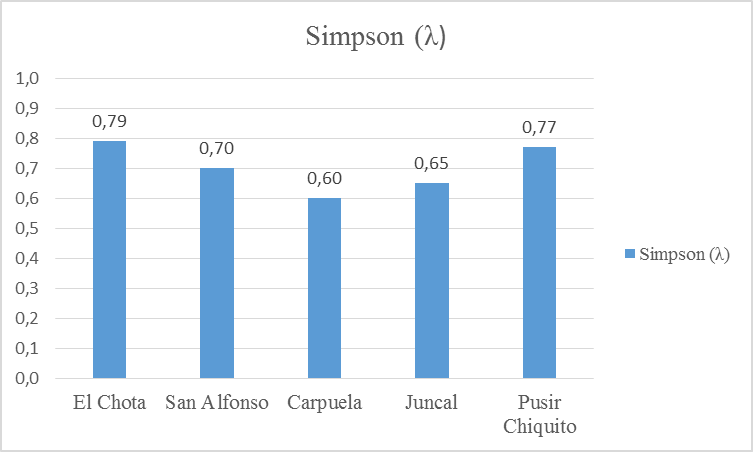 Simpson (λ)
1,0
0,9
0,8
0,7
0,6
0,5
0,4
0,3
0,2
0,1
0,0
0,79
0,70
0,60
0,65
0,77
El Chota
San Alfonso
Carpuela
Juncal
Pusir
Chiquito
Simpson (λ)